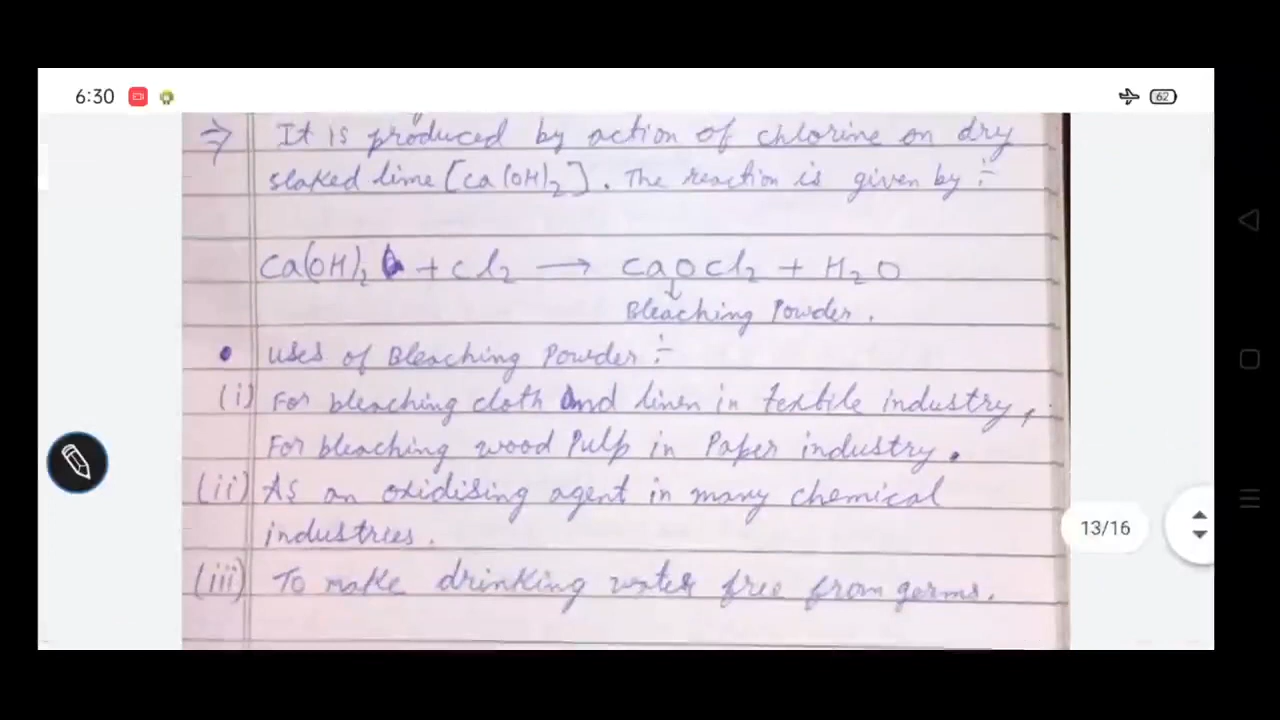 6:30
62
⇒ It is produced by action of chlorine on dry
slaked lime [Ca(OH)2]. The reaction is given by :-
Ca(OH)2 + Cl2 → CaOCl2 + H2O
↓
Bleaching Powder.
• Uses of Bleaching Powder :-
(i) For bleaching cloth and linen in textile industry,
For bleaching wood Pulp in Paper industry.
(ii) As an oxidising agent in many chemical
industries.
13/16
(iii) To make drinking water free from germs.